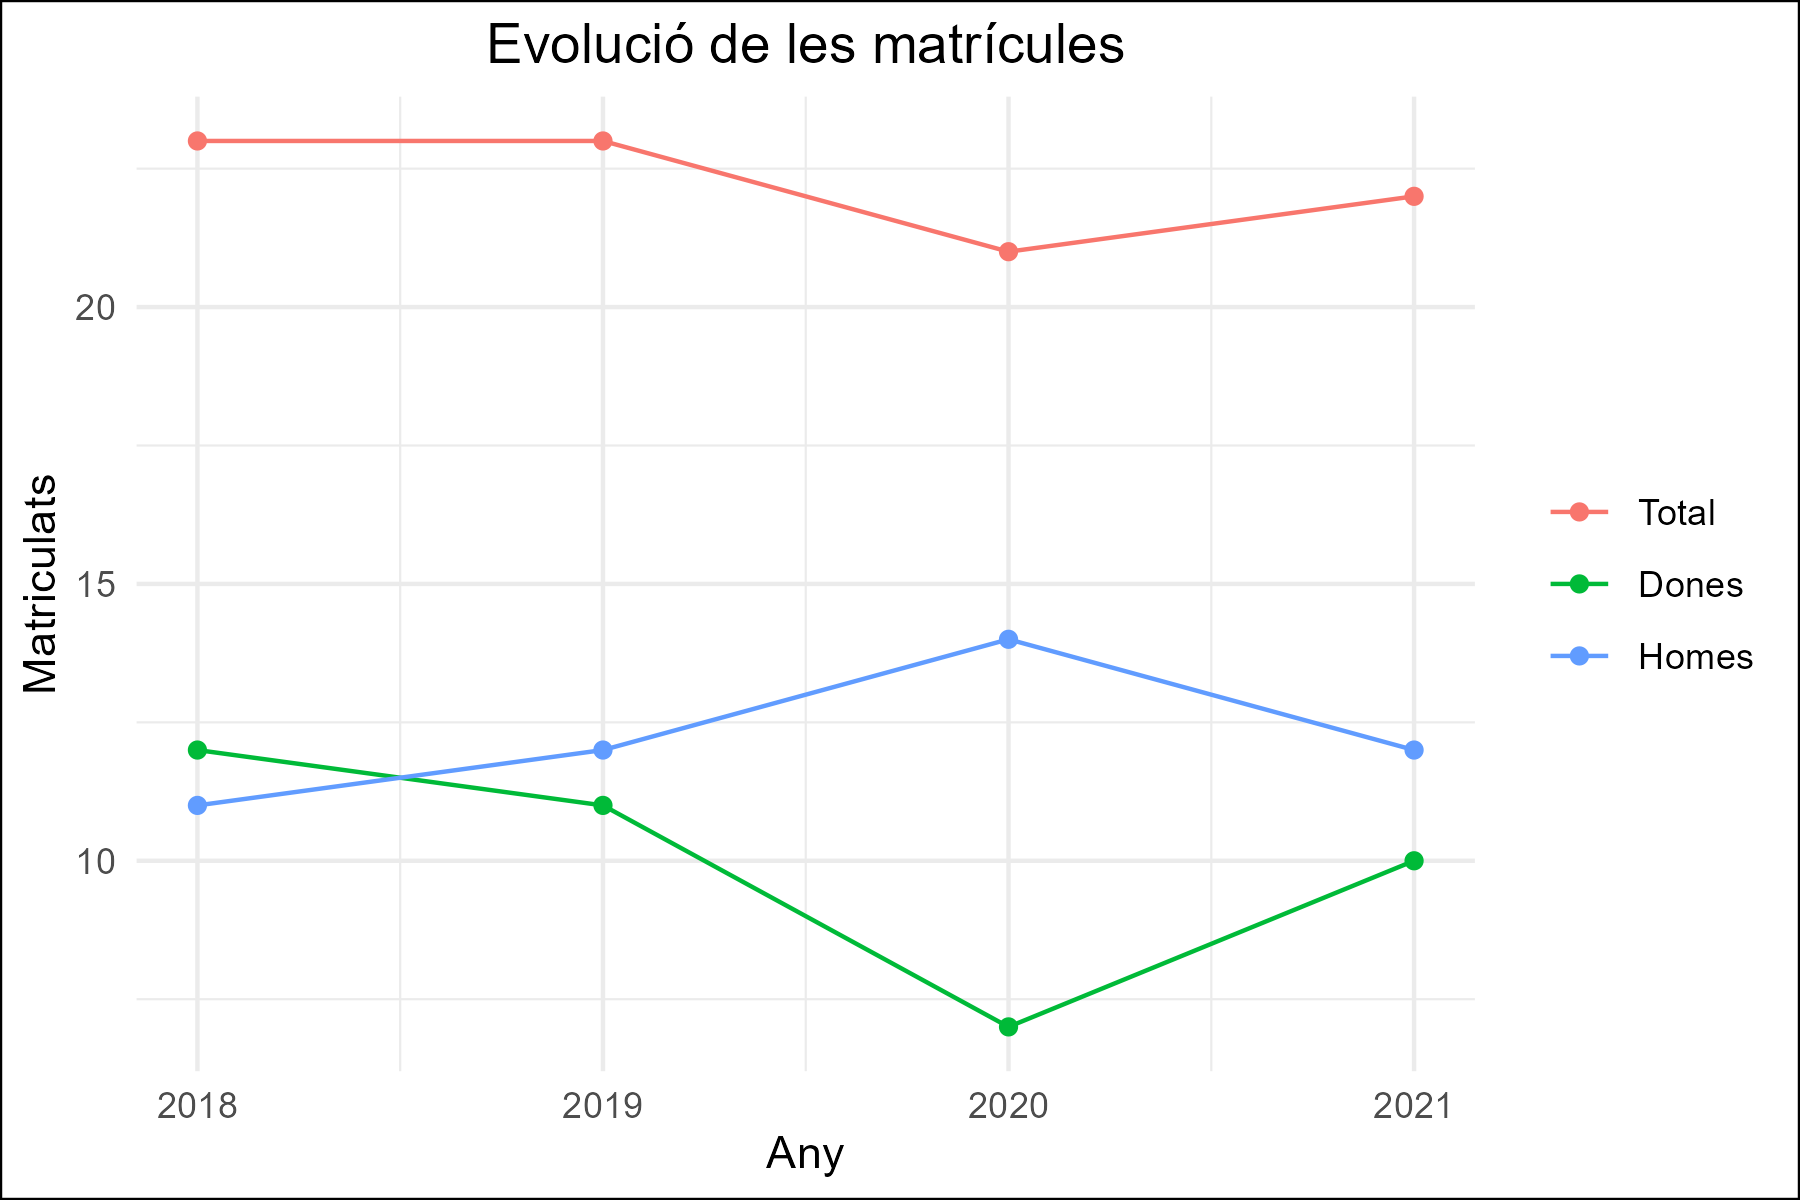 Evolució de les matrícules
Matriculats
20
15
10
2018
2019
2020
2021
Any
Total
Dones
Homes